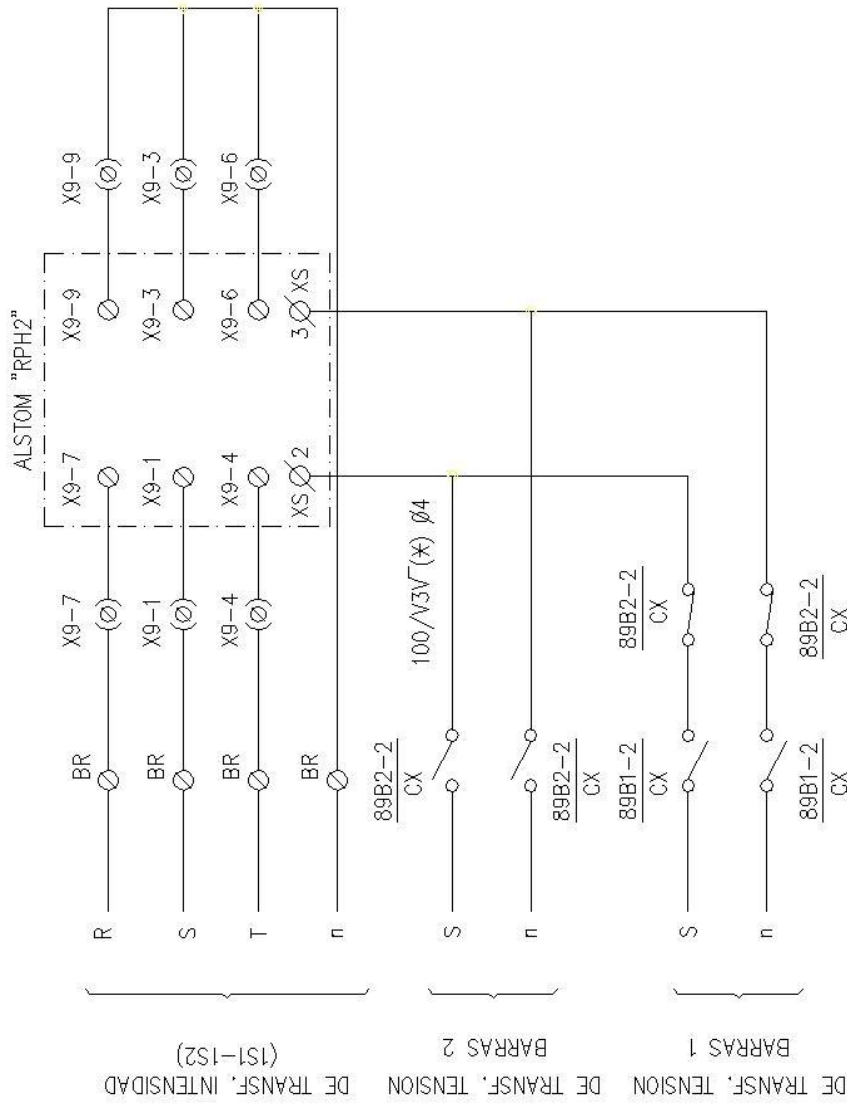 ALSTOM "RPH2"
X9-7
X9-9
X9-7
X9-9
BR
R
X9-1
X9-3
X9-1
X9-3
BR
S
X9-4
X9-6
X9-4
X9-6
BR
T
XS 2
3 XS
BR
n
DE TRANSF. INTENSIDAD
(1S1-1S2)
100/V3√(*) Ø4
89B2-2
CX
S
89B2-2
CX
n
DE TRANSF. TENSION
BARRAS 2
89B1-2
CX
89B2-2
CX
S
89B1-2
CX
89B2-2
CX
n
DE TRANSF. TENSION
BARRAS 1